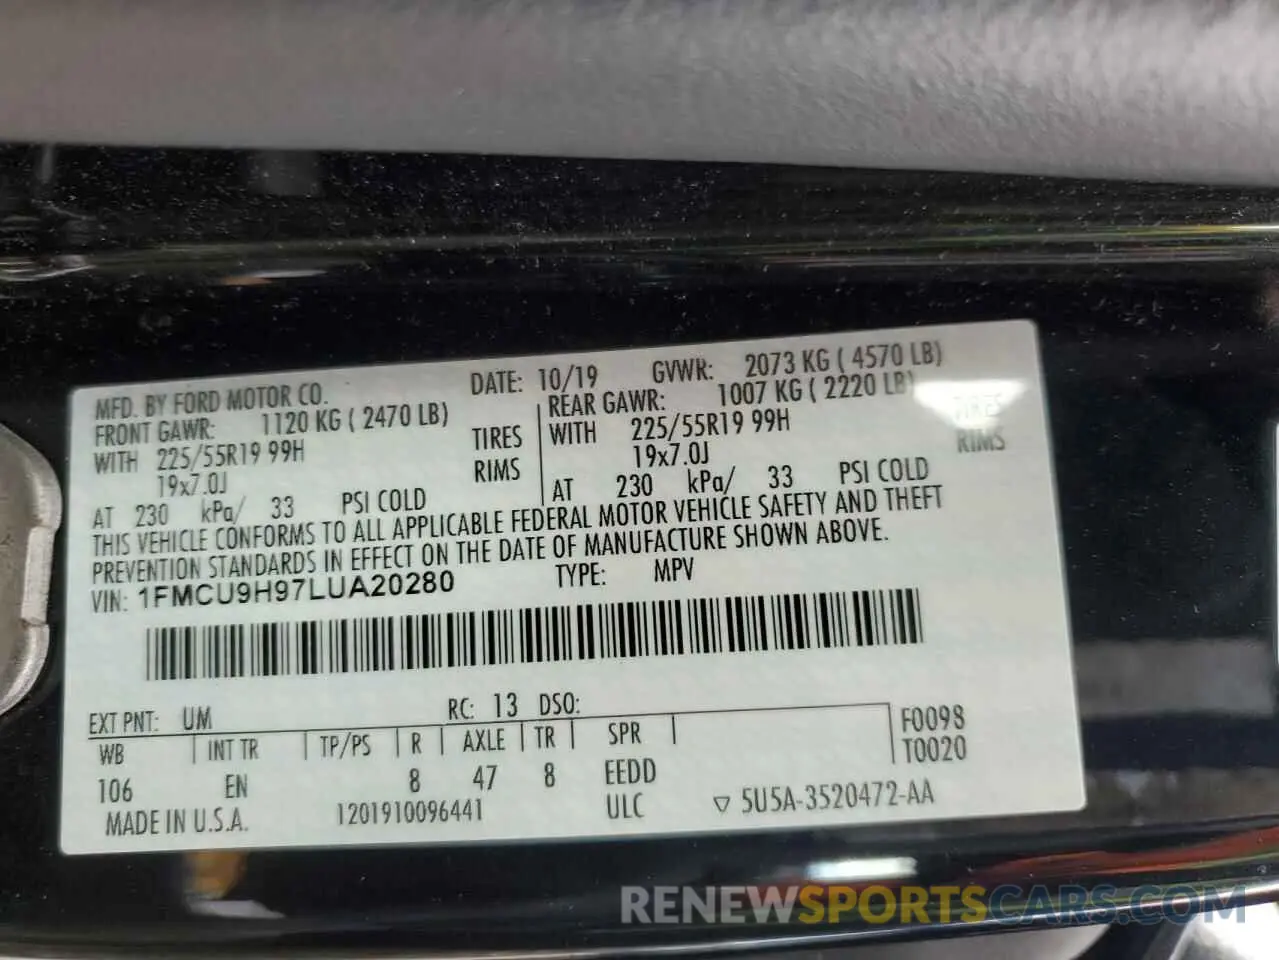 MFD. BY FORD MOTOR CO. DATE: 10/19 GVWR: 2073 KG ( 4570 LB)
FRONT GAWR: 1120 KG ( 2470 LB) REAR GAWR: 1007 KG ( 2220 LB)
WITH 225/55R19 99H TIRES WITH 225/55R19 99H TIRES
19x7.0J RIMS 19x7.0J RIMS
AT 230 kPa/ 33 PSI COLD AT 230 kPa/ 33 PSI COLD
THIS VEHICLE CONFORMS TO ALL APPLICABLE FEDERAL MOTOR VEHICLE SAFETY AND THEFT
PREVENTION STANDARDS IN EFFECT ON THE DATE OF MANUFACTURE SHOWN ABOVE.
VIN: 1FMCU9H97LUA20280 TYPE: MPV
EXT PNT: UM RC: 13 DSO:
WB INT TR TP/PS R AXLE TR SPR F0098
T0020
106 EN 8 47 8 EEDD
MADE IN U.S.A. 1201910096441 ULC ▽ 5U5A-3520472-AA
RENEWSPORTSCARS.COM